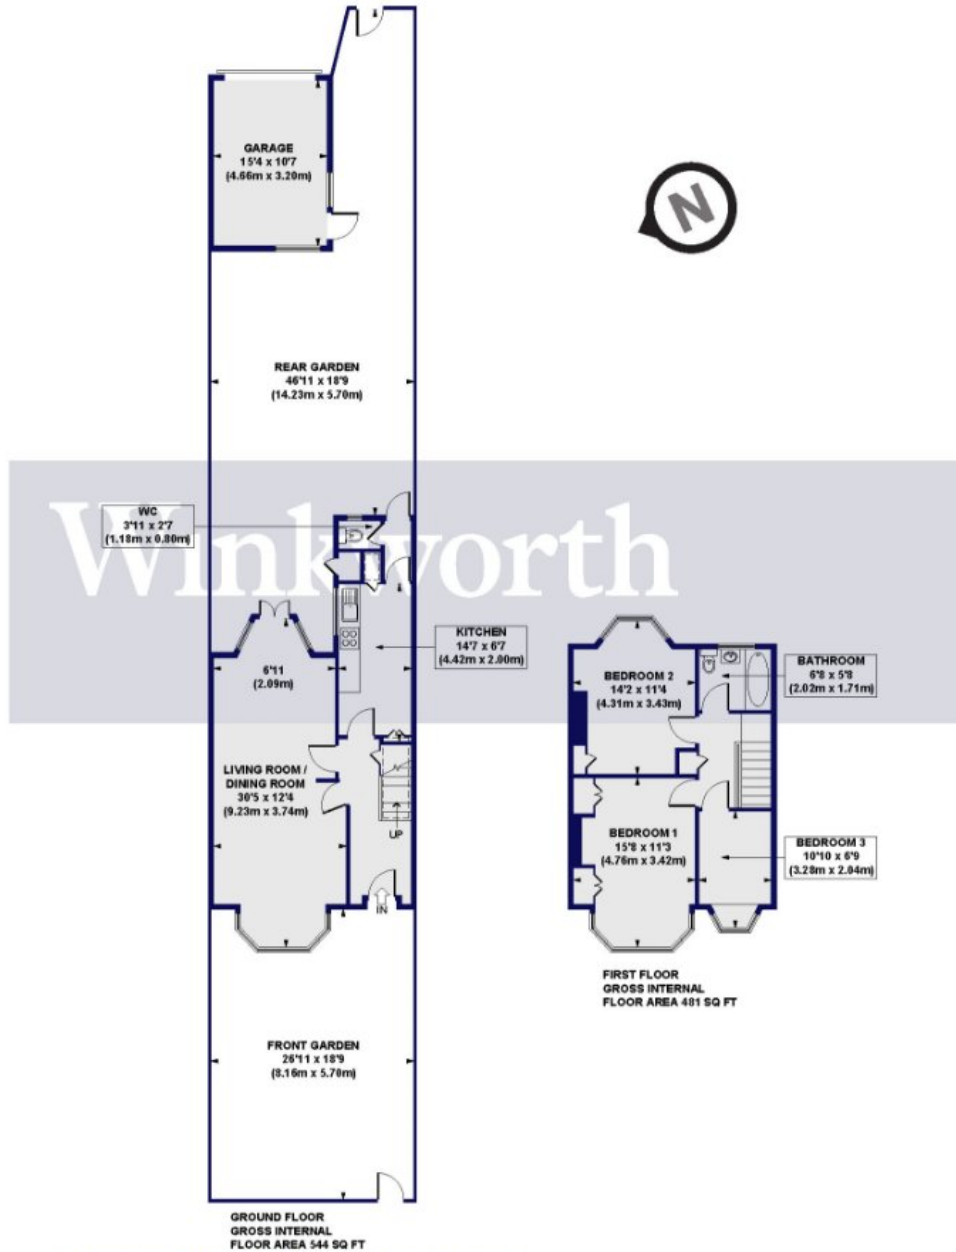 GARAGE
15'4 x 10'7
(4.66m x 3.20m)
N
REAR GARDEN
46'11 x 18'9
(14.23m x 5.70m)
Winkworth
WC
3'11 x 2'7
(1.18m x 0.80m)
KITCHEN
14'7 x 6'7
(4.42m x 2.00m)
6'11
(2.09m)
LIVING ROOM /
DINING ROOM
30'5 x 12'4
(9.23m x 3.74m)
UP
IN
FRONT GARDEN
26'11 x 18'9
(8.16m x 5.70m)
GROUND FLOOR
GROSS INTERNAL
FLOOR AREA 544 SQ FT
BEDROOM 2
14'2 x 11'4
(4.31m x 3.43m)
BATHROOM
6'8 x 5'8
(2.02m x 1.71m)
BEDROOM 1
15'8 x 11'3
(4.76m x 3.42m)
BEDROOM 3
10'10 x 6'9
(3.28m x 2.04m)
FIRST FLOOR
GROSS INTERNAL
FLOOR AREA 481 SQ FT